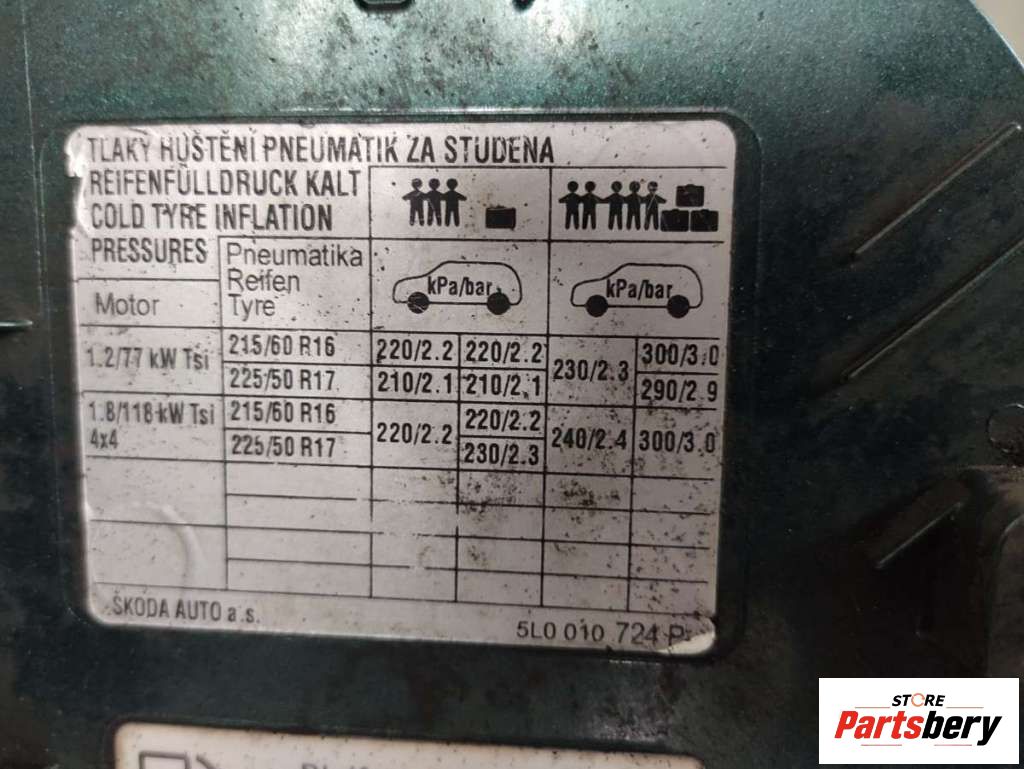 TLAKY HUŠTĚNÍ PNEUMATIK ZA STUDENA
REIFENFÜLLDRUCK KALT
COLD TYRE INFLATION
PRESSURES
Pneumatika
Reifen
Tyre
Motor
kPa/bar
kPa/bar
1.2/77 kW Tsi
215/60 R16
220/2.2
220/2.2
230/2.3
300/3.0
225/50 R17
210/2.1
210/2.1
290/2.9
1.8/118 kW Tsi
4x4
215/60 R16
220/2.2
220/2.2
240/2.4
300/3.0
225/50 R17
230/2.3
ŠKODA AUTO a.s.
5L0 010 724 P
STORE
Partsbery